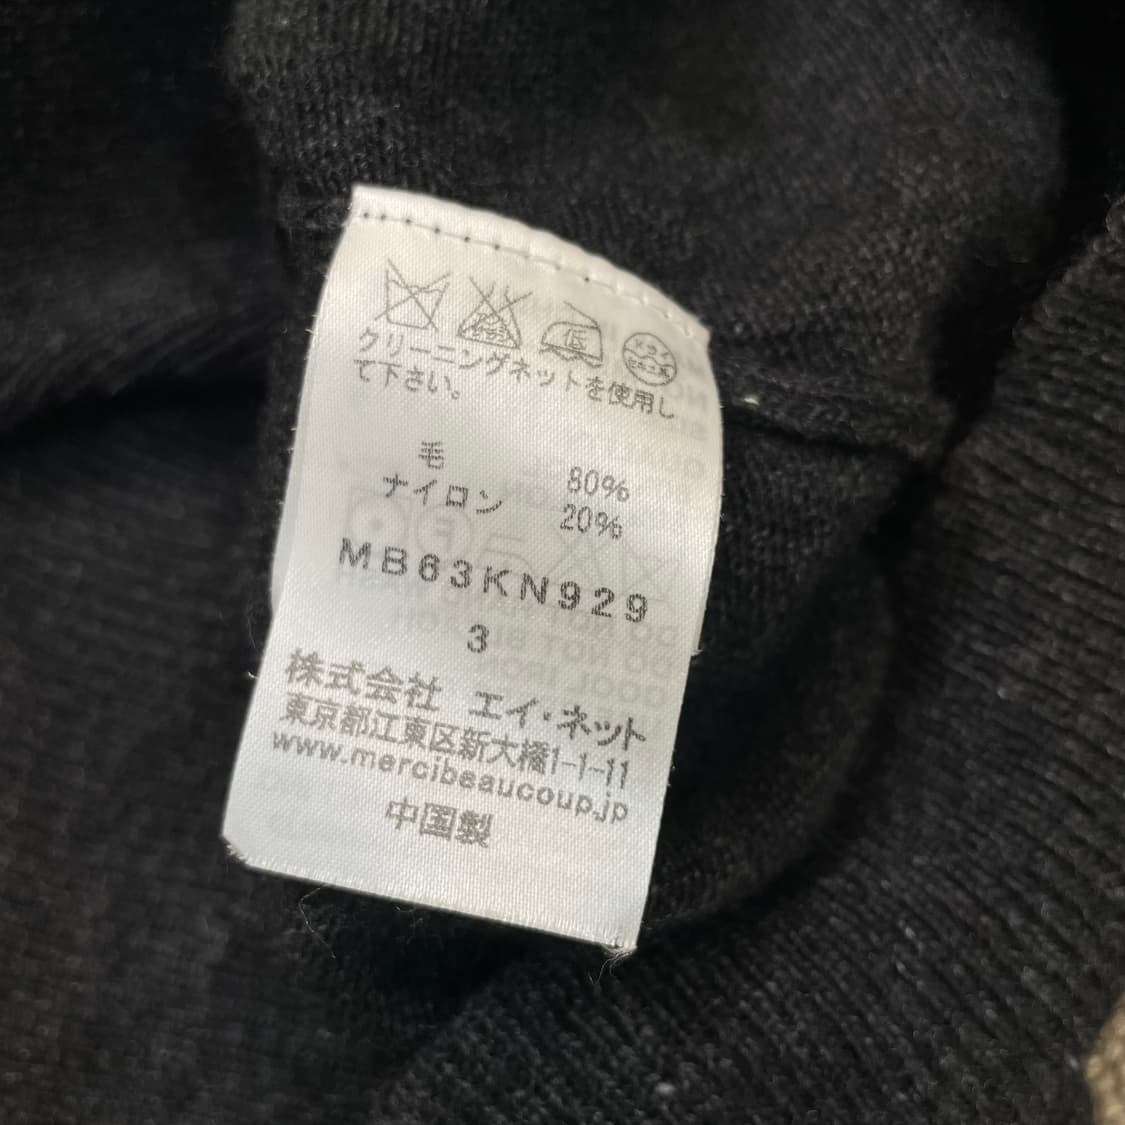 クリーニングネットを使用し
て下さい。
毛 80%
ナイロン 20%
MB63KN929
3
株式会社 エイ・ネット
東京都江東区新大橋1-1-11
www.mercibeaucoup.jp
中国製